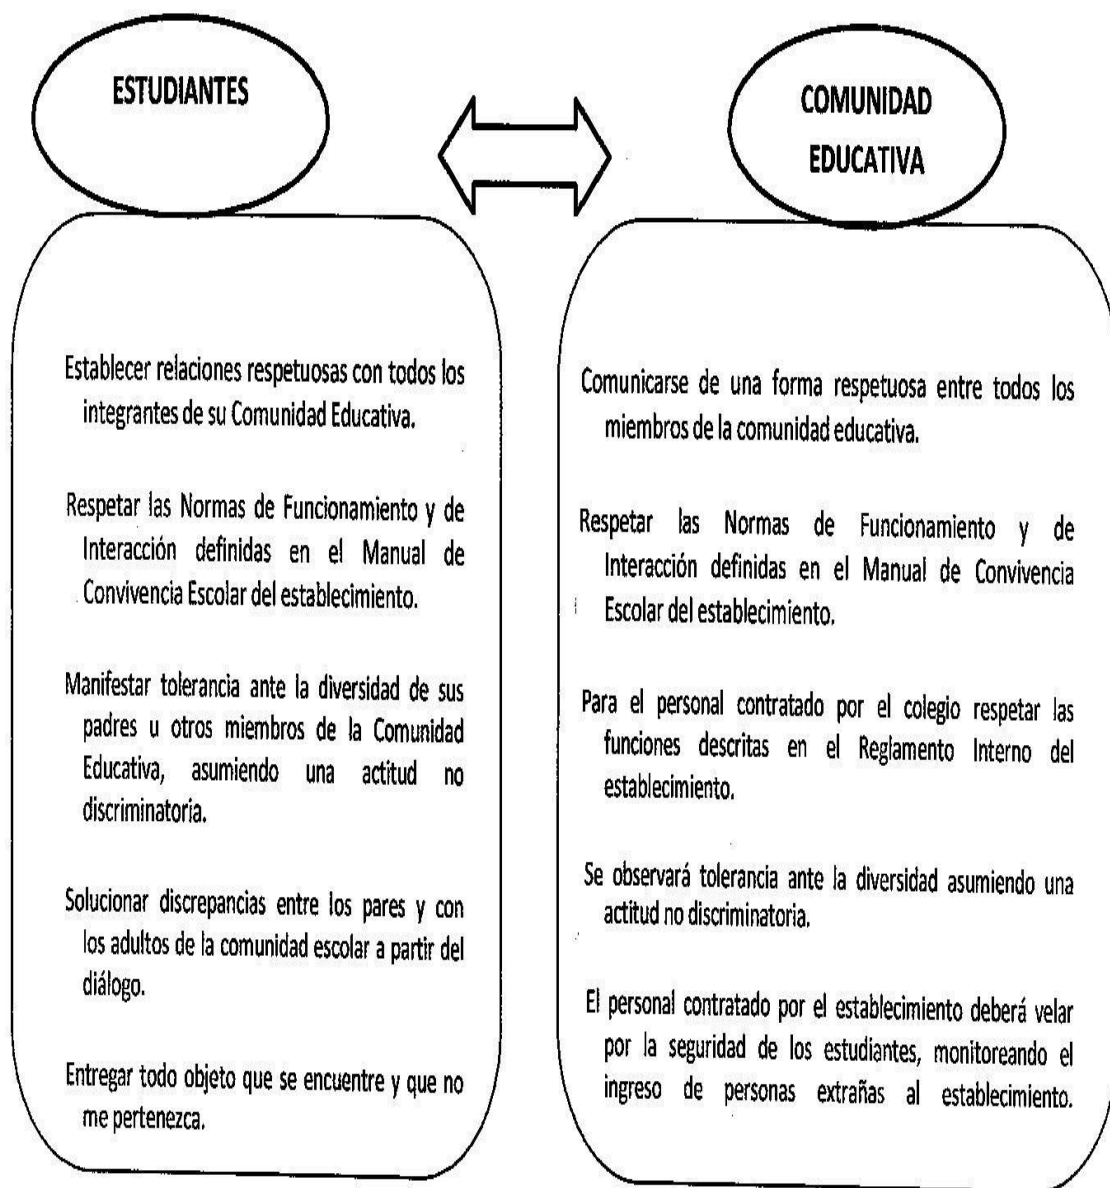 ESTUDIANTES
Establecer relaciones respetuosas con todos los
integrantes de su Comunidad Educativa.
Respetar las Normas de Funcionamiento y de
Interacción definidas en el Manual de
Convivencia Escolar del establecimiento.
Manifestar tolerancia ante la diversidad de sus
padres u otros miembros de la Comunidad
Educativa, asumiendo una actitud no
discriminatoria.
Solucionar discrepancias entre los pares y con
los adultos de la comunidad escolar a partir del
diálogo.
Entregar todo objeto que se encuentre y que no
me pertenezca.
COMUNIDAD
EDUCATIVA
Comunicarse de una forma respetuosa entre todos los
miembros de la comunidad educativa.
Respetar las Normas de Funcionamiento y de
Interacción definidas en el Manual de Convivencia
Escolar del establecimiento.
Para el personal contratado por el colegio respetar las
funciones descritas en el Reglamento Interno del
establecimiento.
Se observará tolerancia ante la diversidad asumiendo una
actitud no discriminatoria.
El personal contratado por el establecimiento deberá velar
por la seguridad de los estudiantes, monitoreando el
ingreso de personas extrañas al establecimiento.